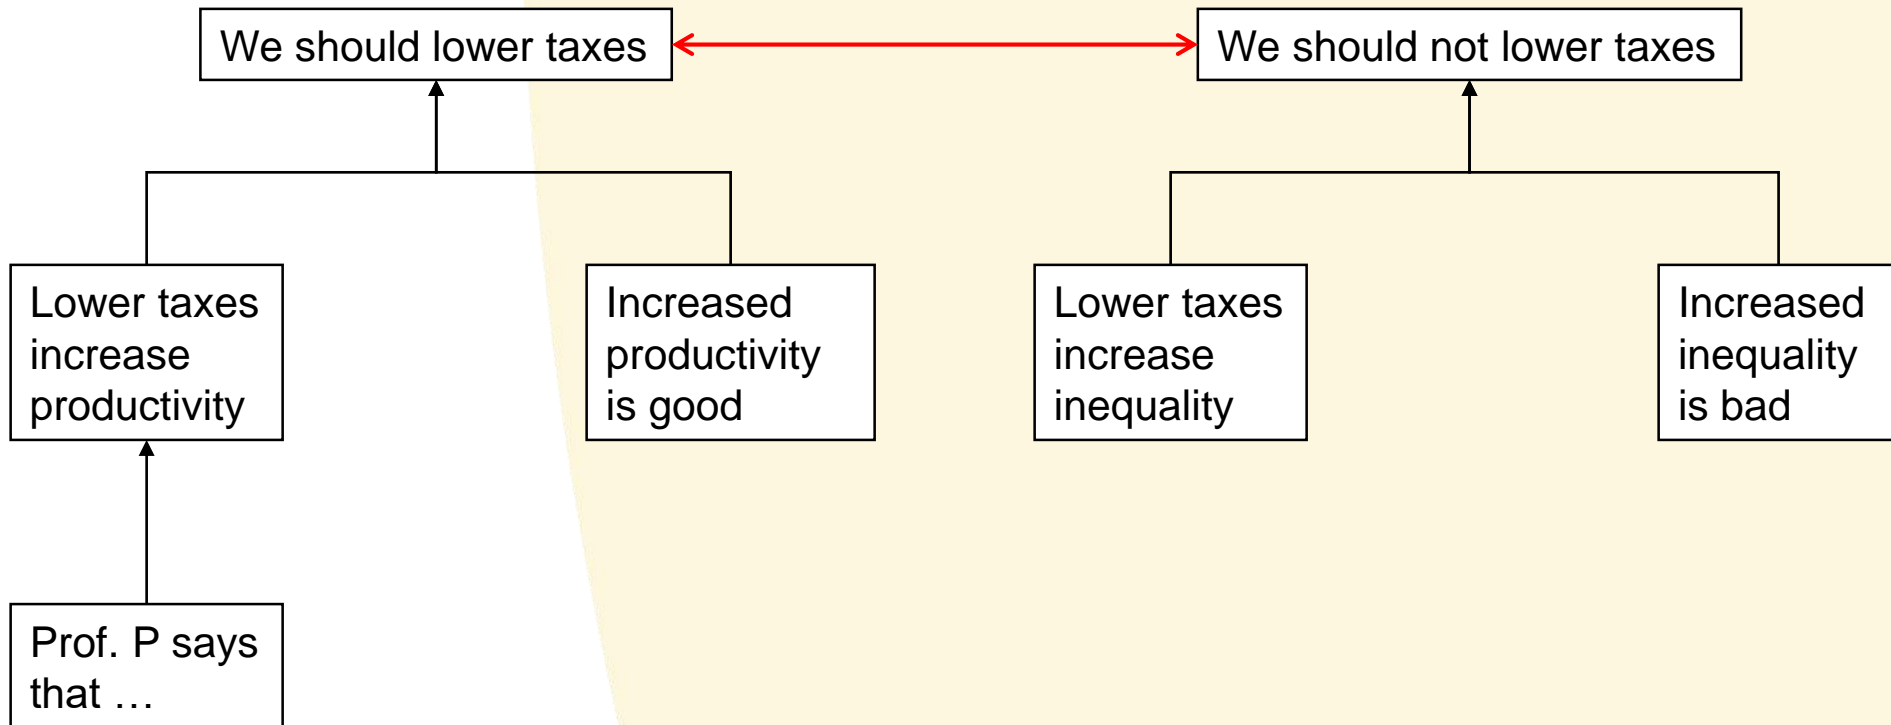 We should lower taxes
We should not lower taxes
Lower taxes
increase
productivity
Increased
productivity
is good
Lower taxes
increase
inequality
Increased
inequality
is bad
Prof. P says
that …